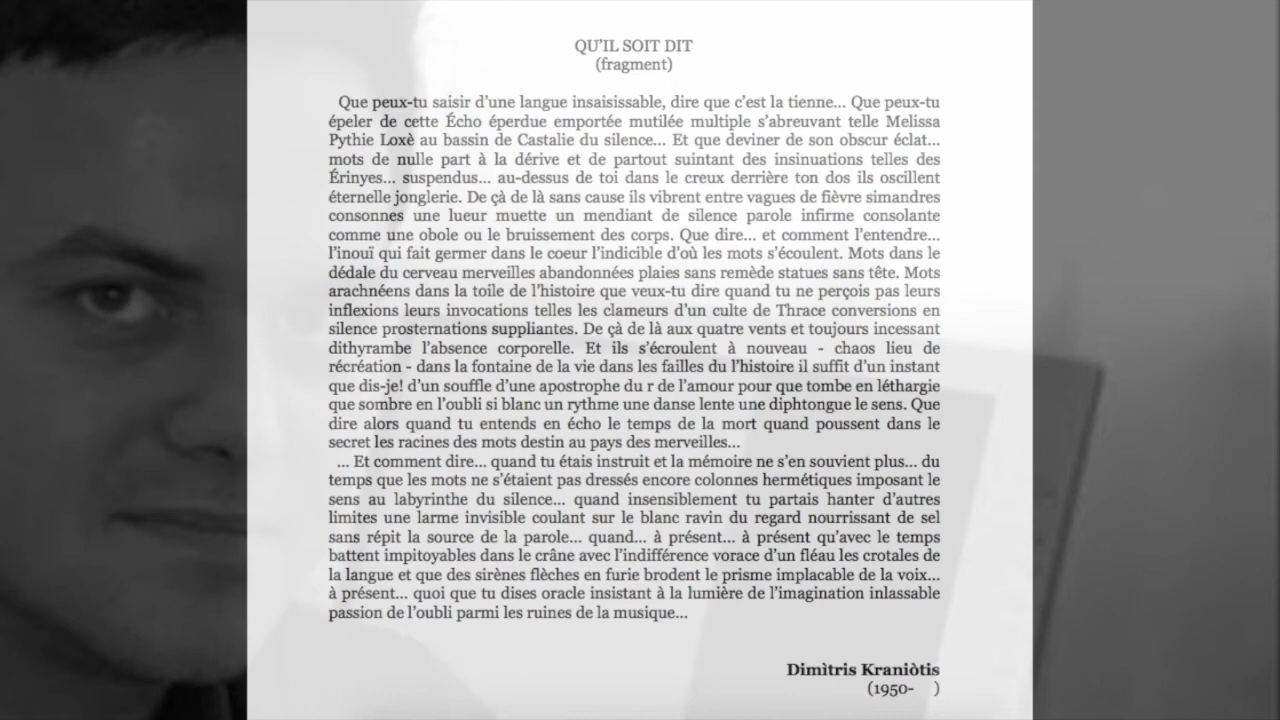 QU’IL SOIT DIT
(fragment)
Que peux-tu saisir d’une langue insaisissable, dire que c’est la tienne... Que peux-tu
épeler de cette Écho éperdue emportée mutilée multiple s’abreuvant telle Melissa
Pythie Loxè au bassin de Castalie du silence... Et que deviner de son obscur éclat...
mots de nulle part à la dérive et de partout suintant des insinuations telles des
Érinyes... suspendus... au-dessus de toi dans le creux derrière ton dos ils oscillent
éternelle jonglerie. De çà de là sans cause ils vibrent entre vagues de fièvre simandres
consonnes une lueur muette un mendiant de silence parole infirme consolante
comme une obole ou le bruissement des corps. Que dire... et comment l’entendre...
l’inouï qui fait germer dans le coeur l’indicible d’où les mots s’écoulent. Mots dans le
dédale du cerveau merveilles abandonnées plaies sans remède statues sans tête. Mots
arachnéens dans la toile de l’histoire que veux-tu dire quand tu ne perçois pas leurs
inflexions leurs invocations telles les clameurs d’un culte de Thrace conversions en
silence prosternations suppliantes. De çà de là aux quatre vents et toujours incessant
dithyrambe l’absence corporelle. Et ils s’écroulent à nouveau - chaos lieu de
récréation - dans la fontaine de la vie dans les failles du l’histoire il suffit d’un instant
que dis-je! d’un souffle d’une apostrophe du r de l’amour pour que tombe en léthargie
que sombre en l’oubli si blanc un rythme une danse lente une diphtongue le sens. Que
dire alors quand tu entends en écho le temps de la mort quand poussent dans le
secret les racines des mots destin au pays des merveilles...
... Et comment dire... quand tu étais instruit et la mémoire ne s’en souvient plus... du
temps que les mots ne s’étaient pas dressés encore colonnes hermétiques imposant le
sens au labyrinthe du silence... quand insensiblement tu partais hanter d’autres
limites une larme invisible coulant sur le blanc ravin du regard nourrissant de sel
sans répit la source de la parole... quand... à présent... à présent qu’avec le temps
battent impitoyables dans le crâne avec l’indifférence vorace d’un fléau les crotales de
la langue et que des sirènes flèches en furie brodent le prisme implacable de la voix...
à présent... quoi que tu dises oracle insistant à la lumière de l’imagination inlassable
passion de l’oubli parmi les ruines de la musique...
Dimìtris Kraniòtis
(1950- )